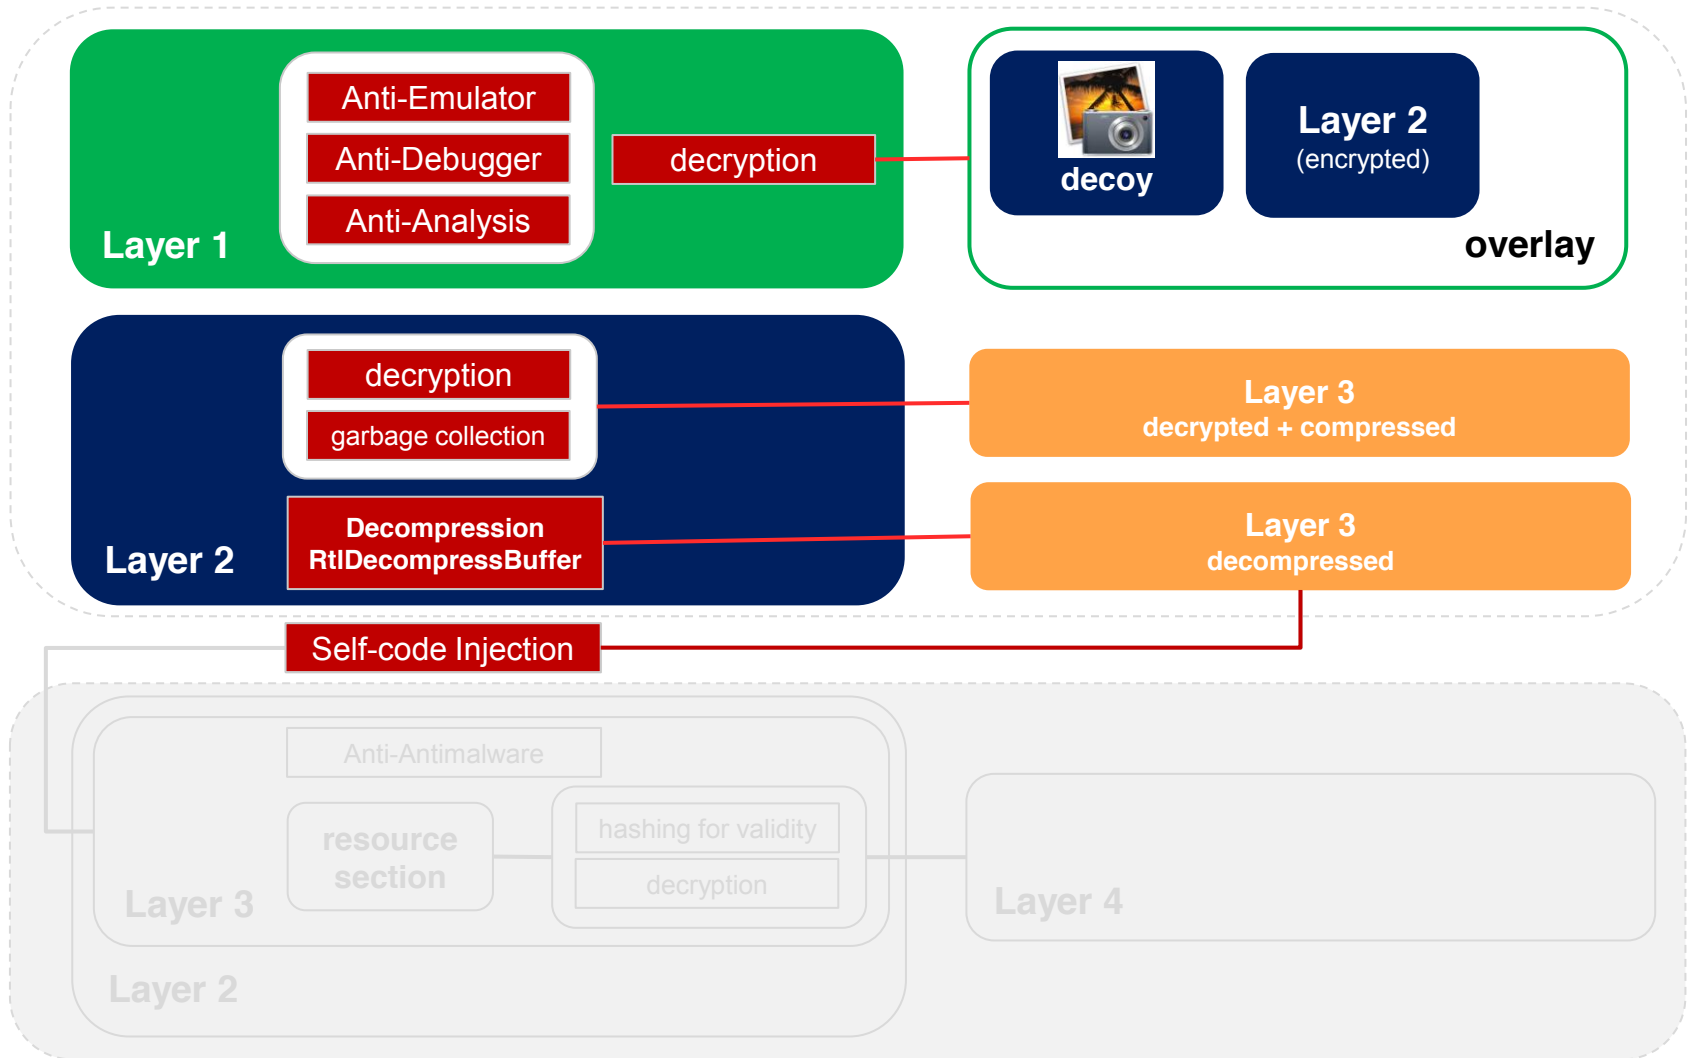 Anti-Emulator
Anti-Debugger
Anti-Analysis
decryption
Layer 1
decoy
Layer 2
(encrypted)
overlay
decryption
garbage collection
Decompression
RtlDecompressBuffer
Layer 2
Layer 3
decrypted + compressed
Layer 3
decompressed
Self-code Injection
Anti-Antimalware
resource
section
hashing for validity
decryption
Layer 3
Layer 4
Layer 2